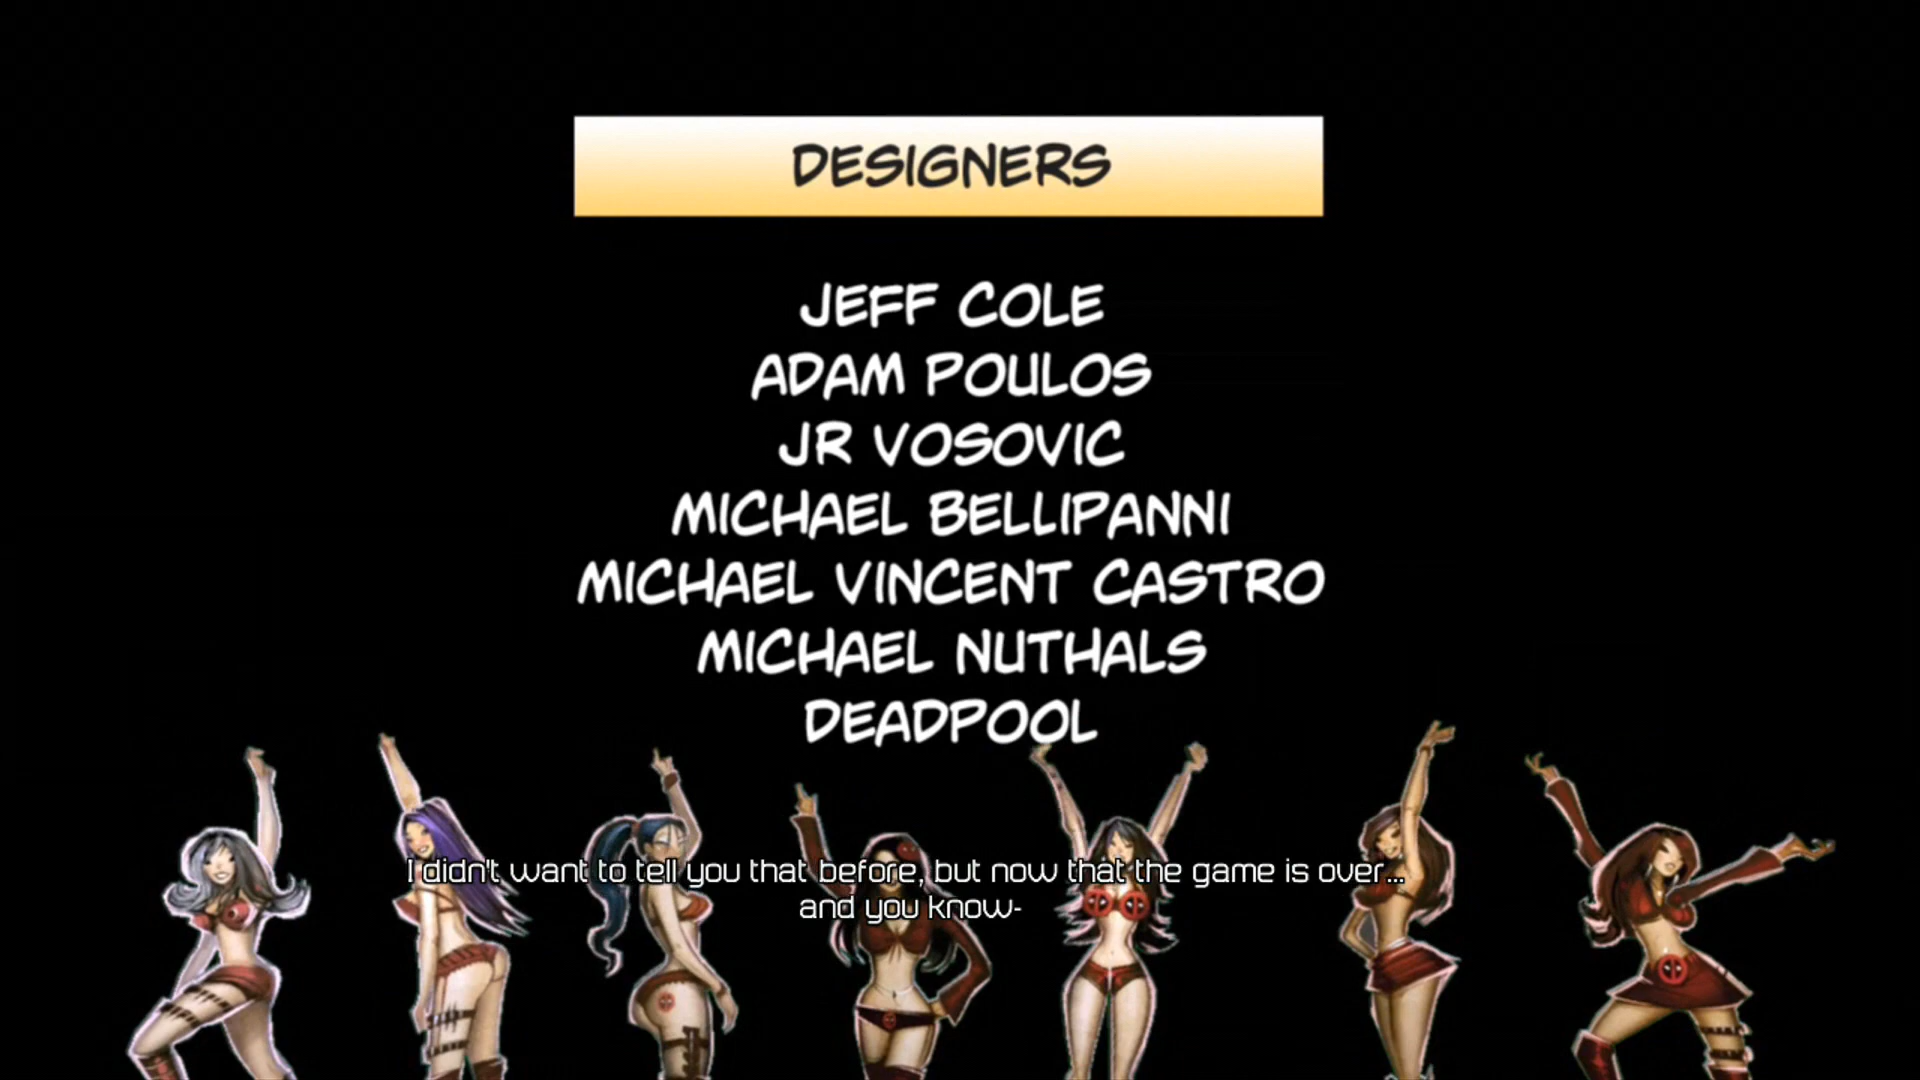 DESIGNERS
JEFF COLE
ADAM POULOS
JR VOSOVIC
MICHAEL BELLIPANNI
MICHAEL VINCENT CASTRO
MICHAEL NUTHALS
DEADPOOL
I didn't want to tell you that before, but now that the game is over...
and you know-